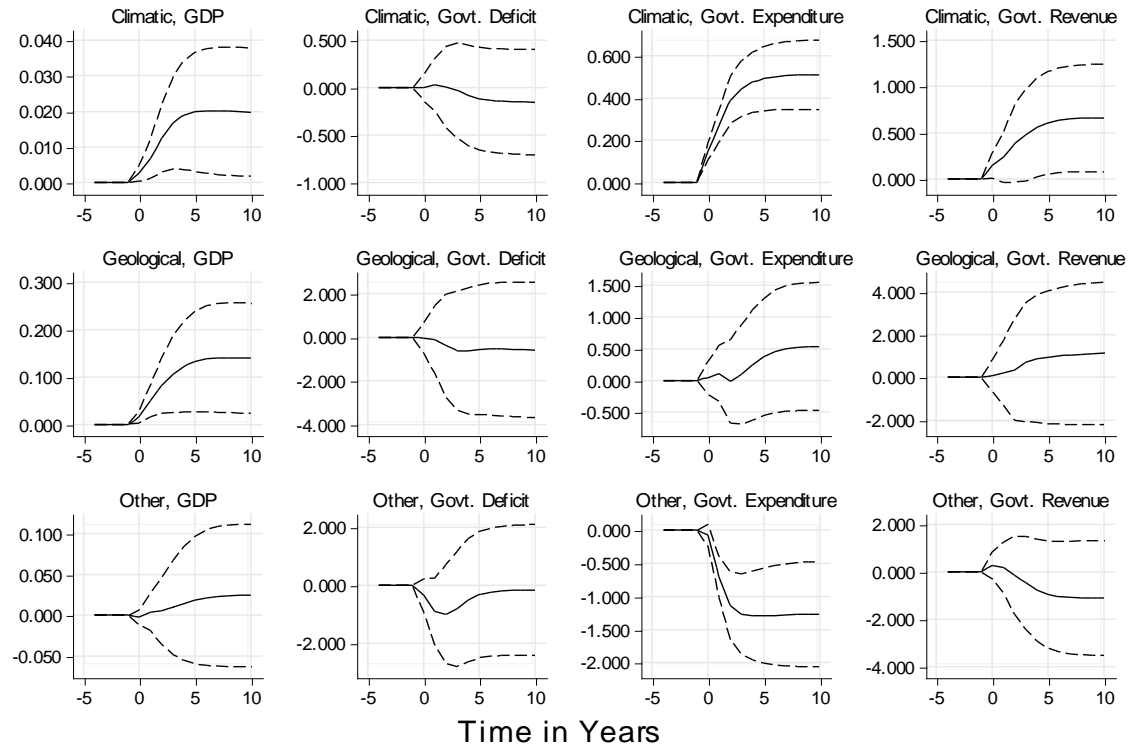 Climatic, GDP
0.040
0.030
0.020
0.010
0.000
-5 0 5 10
Climatic, Govt. Deficit
0.500
0.000
-0.500
-1.000
-5 0 5 10
Climatic, Govt. Expenditure
0.600
0.400
0.200
0.000
-5 0 5 10
Climatic, Govt. Revenue
1.500
1.000
0.500
0.000
-5 0 5 10
Geological, GDP
0.300
0.200
0.100
0.000
-5 0 5 10
Geological, Govt. Deficit
2.000
0.000
-2.000
-4.000
-5 0 5 10
Geological, Govt. Expenditure
1.500
1.000
0.500
0.000
-0.500
-5 0 5 10
Geological, Govt. Revenue
4.000
2.000
0.000
-2.000
-5 0 5 10
Other, GDP
0.100
0.050
0.000
-0.050
-5 0 5 10
Other, Govt. Deficit
2.000
0.000
-2.000
-5 0 5 10
Other, Govt. Expenditure
0.000
-0.500
-1.000
-1.500
-2.000
-5 0 5 10
Other, Govt. Revenue
2.000
0.000
-2.000
-4.000
-5 0 5 10
Time in Years